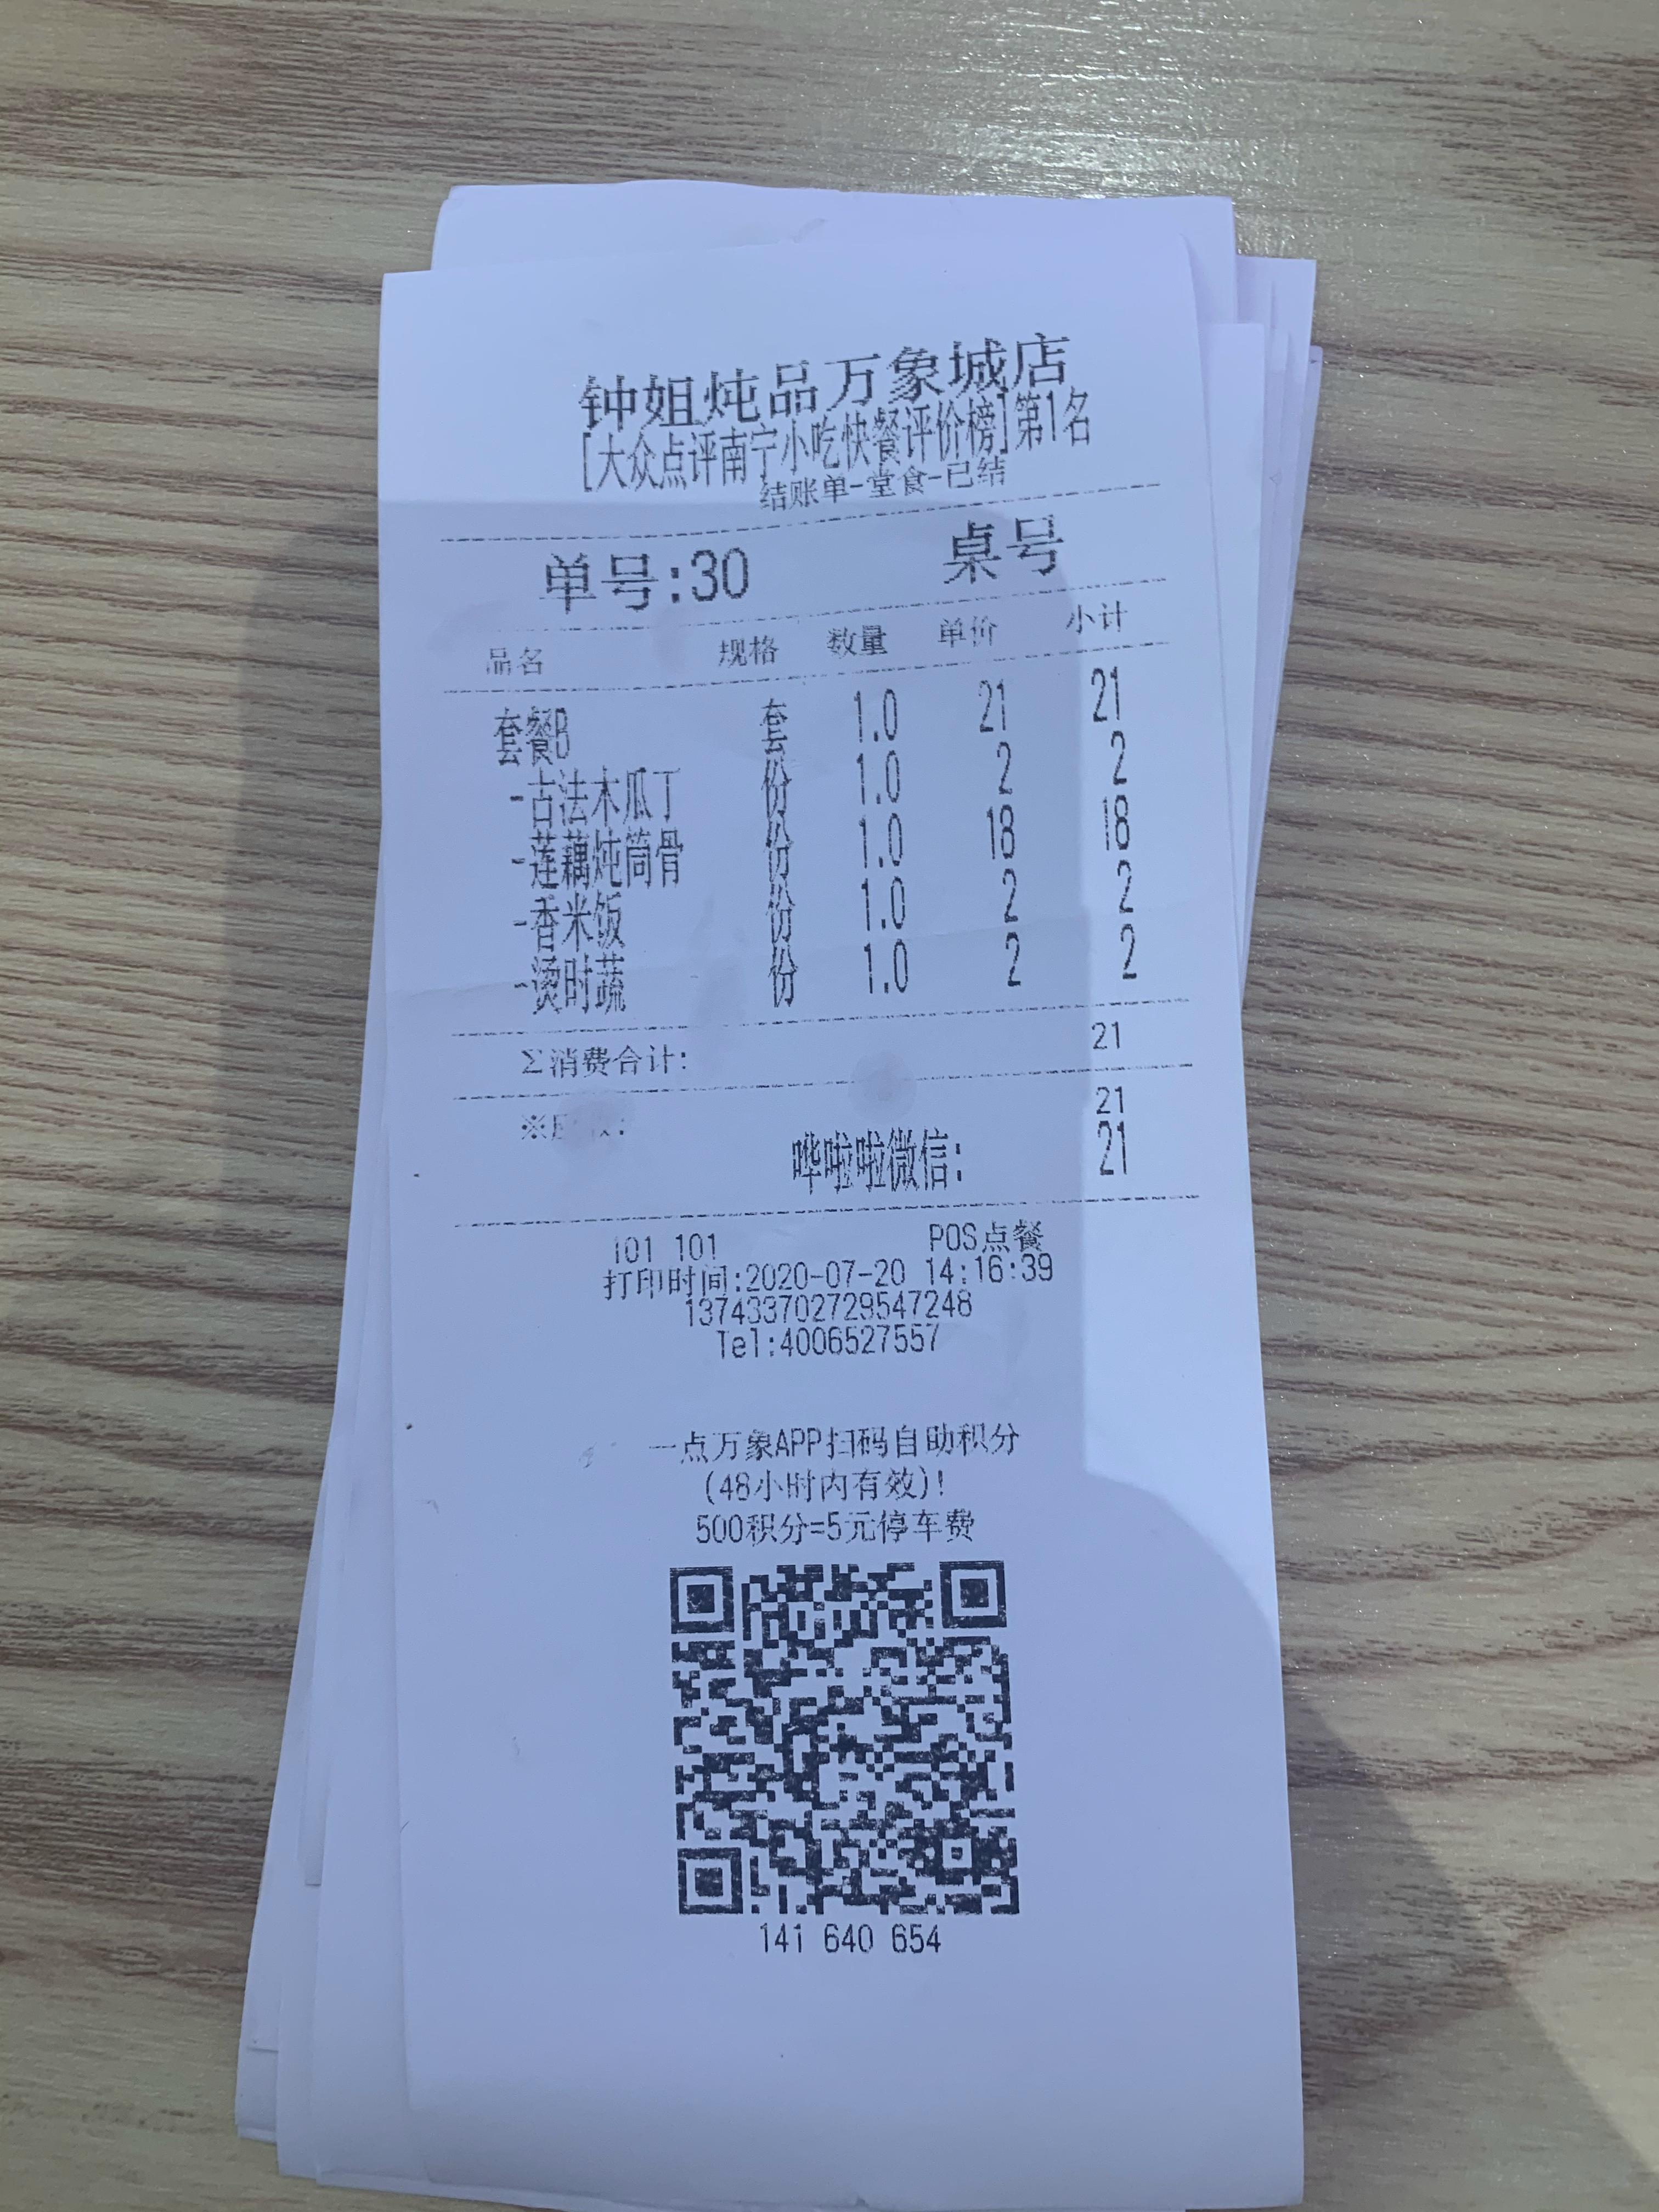 钟姐炖品万象城店
[大众点评南宁小吃快餐评价榜]第1名
结账单-堂食-已结
单号:30 桌号
品名 规格 数量 单价 小计
套餐B 套 1.0 21 21
-古法木瓜丁 份 1.0 2 2
-莲藕炖筒骨 份 1.0 18 18
-香米饭 份 1.0 2 2
-烫时蔬 份 1.0 2 2
Σ消费合计: 21
※ : 21
哗啦啦微信: 21
101 101 POS点餐
打印时间:2020-07-20 14:16:39
137433702729547248
Tel:4006527557
一点万象APP扫码自助积分
(48小时内有效)!
500积分=5元停车费
141 640 654